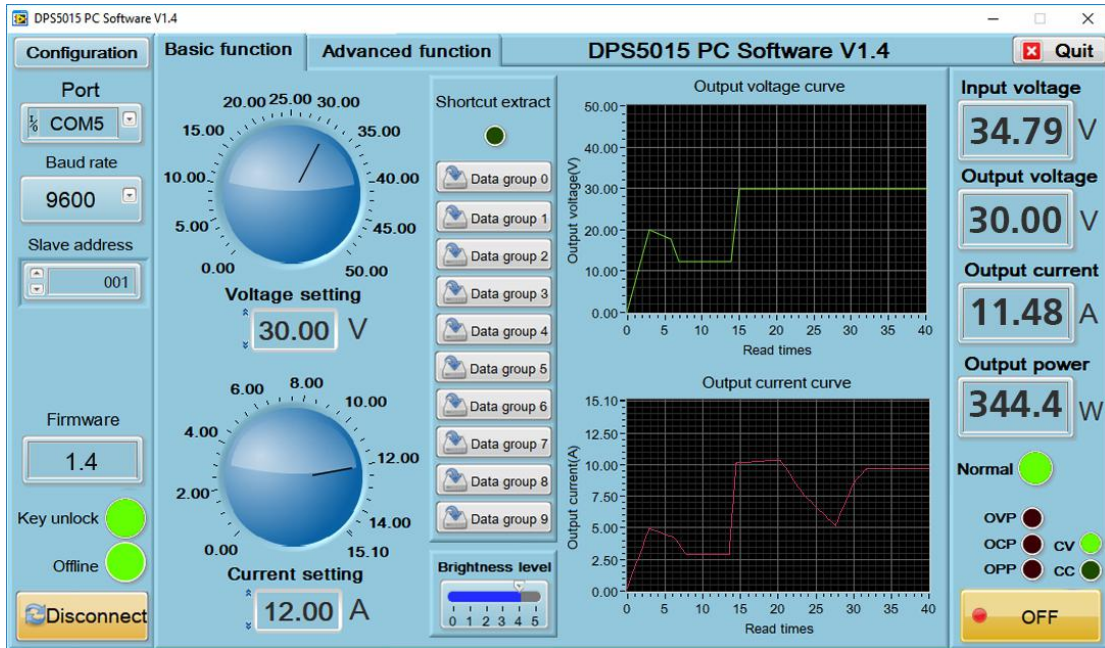 DPS5015 PC Software V1.4
Configuration
Basic function
Advanced function
DPS5015 PC Software V1.4
Quit
Port
COM5
Baud rate
9600
Slave address
001
Firmware
1.4
Key unlock
Offline
Disconnect
0.00
5.00
10.00
15.00
20.00
25.00
30.00
35.00
40.00
45.00
50.00
Voltage setting
30.00 V
0.00
2.00
4.00
6.00
8.00
10.00
12.00
14.00
15.10
Current setting
12.00 A
Shortcut extract
Data group 0
Data group 1
Data group 2
Data group 3
Data group 4
Data group 5
Data group 6
Data group 7
Data group 8
Data group 9
Brightness level
0 1 2 3 4 5
Output voltage curve
Output voltage(V)
50.00
40.00
30.00
20.00
10.00
0.00
0 5 10 15 20 25 30 35 40
Read times
Output current curve
Output current(A)
15.10
12.50
10.00
7.50
5.00
2.50
0.00
0 5 10 15 20 25 30 35 40
Read times
Input voltage
34.79 V
Output voltage
30.00 V
Output current
11.48 A
Output power
344.4 W
Normal
OVP
OCP CV
OPP CC
OFF